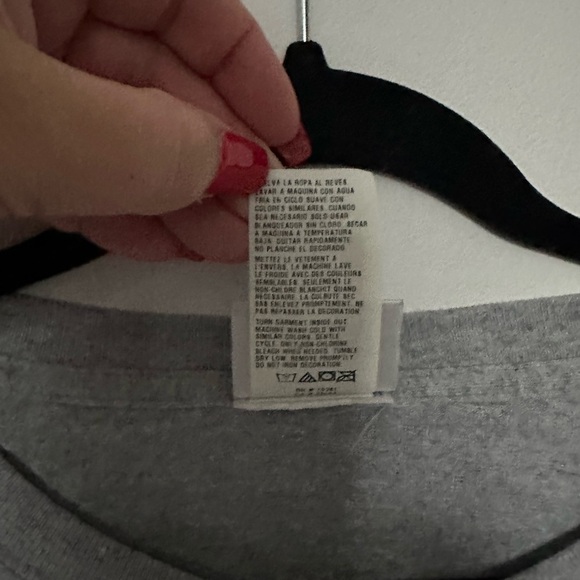 VUELVA LA ROPA AL REVES.
LAVAR A MAQUINA CON AGUA
FRIA EN CICLO SUAVE CON
COLORES SIMILARES. CUANDO
SEA NECESARIO SOLO USAR
BLANQUEADOR SIN CLORO. SECAR
A MAQUINA A TEMPERATURA
BAJA. QUITAR RAPIDAMENTE.
NO PLANCHE EL DECORADO.
METTEZ LE VETEMENT A
L'ENVERS. LA MACHINE LAVE
LE FROIDE AVEC DES COULEURS
SEMBLABLES. SEULEMENT LE
NON-CHLORE BLANCHIT QUAND
NECESSAIRE. LA CULBUTE SEC
BAS ENLEVEZ PROMPTEMENT. NE
PAS REPASSER LA DECORATION
TURN GARMENT INSIDE OUT.
MACHINE WASH COLD WITH
SIMILAR COLORS. GENTLE
CYCLE. ONLY NON-CHLORINE
BLEACH WHEN NEEDED. TUMBLE
DRY LOW. REMOVE PROMPTLY.
DO NOT IRON DECORATION